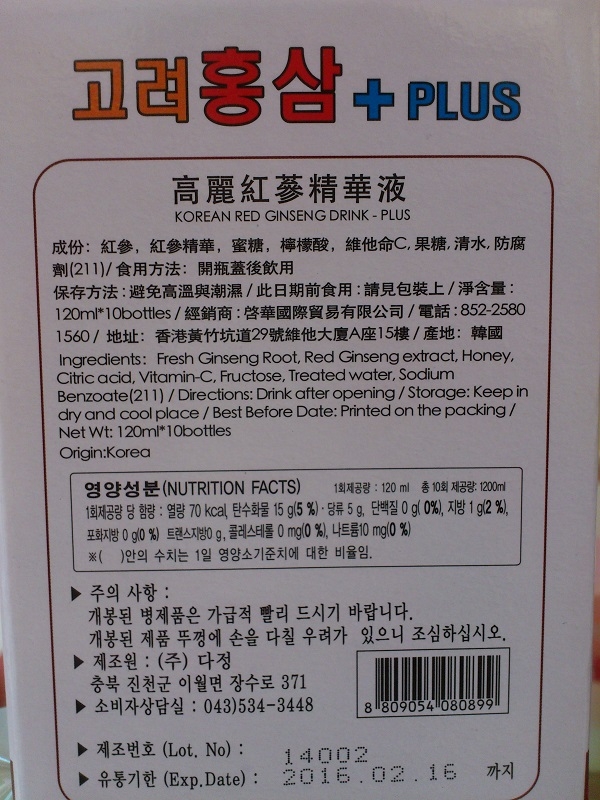 고려홍삼+PLUS
高麗紅蔘精華液
KOREAN RED GINSENG DRINK - PLUS
成份：紅參，紅參精華，蜜糖，檸檬酸，維他命C, 果糖, 清水, 防腐
劑(211) / 食用方法：開瓶蓋後飲用
保存方法 : 避免高溫與潮濕 / 此日期前食用 : 請見包裝上 / 淨含量 :
120ml*10bottles / 經銷商 : 啓華國際貿易有限公司 / 電話 : 852-2580
1560 / 地址：香港黃竹坑道29號維他大廈A座15樓 / 產地：韓國
Ingredients: Fresh Ginseng Root, Red Ginseng extract, Honey,
Citric acid, Vitamin-C, Fructose, Treated water, Sodium
Benzoate(211) / Directions: Drink after opening / Storage: Keep in
dry and cool place / Best Before Date: Printed on the packing /
Net Wt: 120ml*10bottles
Origin:Korea
영양성분(NUTRITION FACTS) 1회제공량 : 120 ml 총 10회 제공량: 1200ml
1회제공량 당 함량 : 열량 70 kcal, 탄수화물 15 g(5 %)· 당류 5 g, 단백질 0 g( 0%), 지방 1 g(2 %),
포화지방 0 g(0 %) 트랜스지방0 g, 콜레스테롤 0 mg(0 %), 나트륨10 mg(0 %)
※( )안의 수치는 1일 영양소기준치에 대한 비율임.
▶ 주의 사항 :
개봉된 병제품은 가급적 빨리 드시기 바랍니다.
개봉된 제품 뚜껑에 손을 다칠 우려가 있으니 조심하십시오.
▶ 제조원 : (주) 다정
충북 진천군 이월면 장수로 371
▶ 소비자상담실 : 043)534-3448
8 809054 080899
▶ 제조번호 (Lot. No) : 14002
▶ 유통기한 (Exp.Date) : 2016.02.16 까지